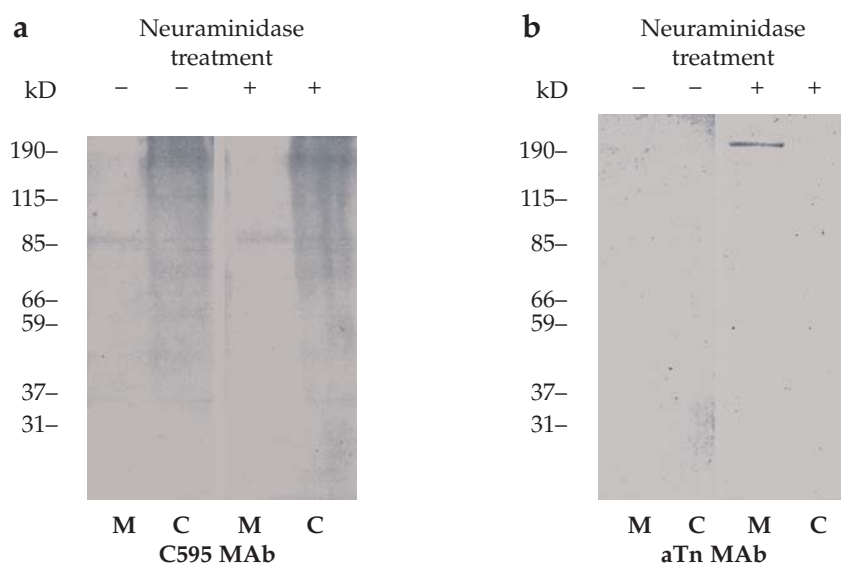 a
Neuraminidase
treatment
kD – – + +
190–
115–
85–
66–
59–
37–
31–
M C M C
C595 MAb
b
Neuraminidase
treatment
kD – – + +
190–
115–
85–
66–
59–
37–
31–
M C M C
aTn MAb